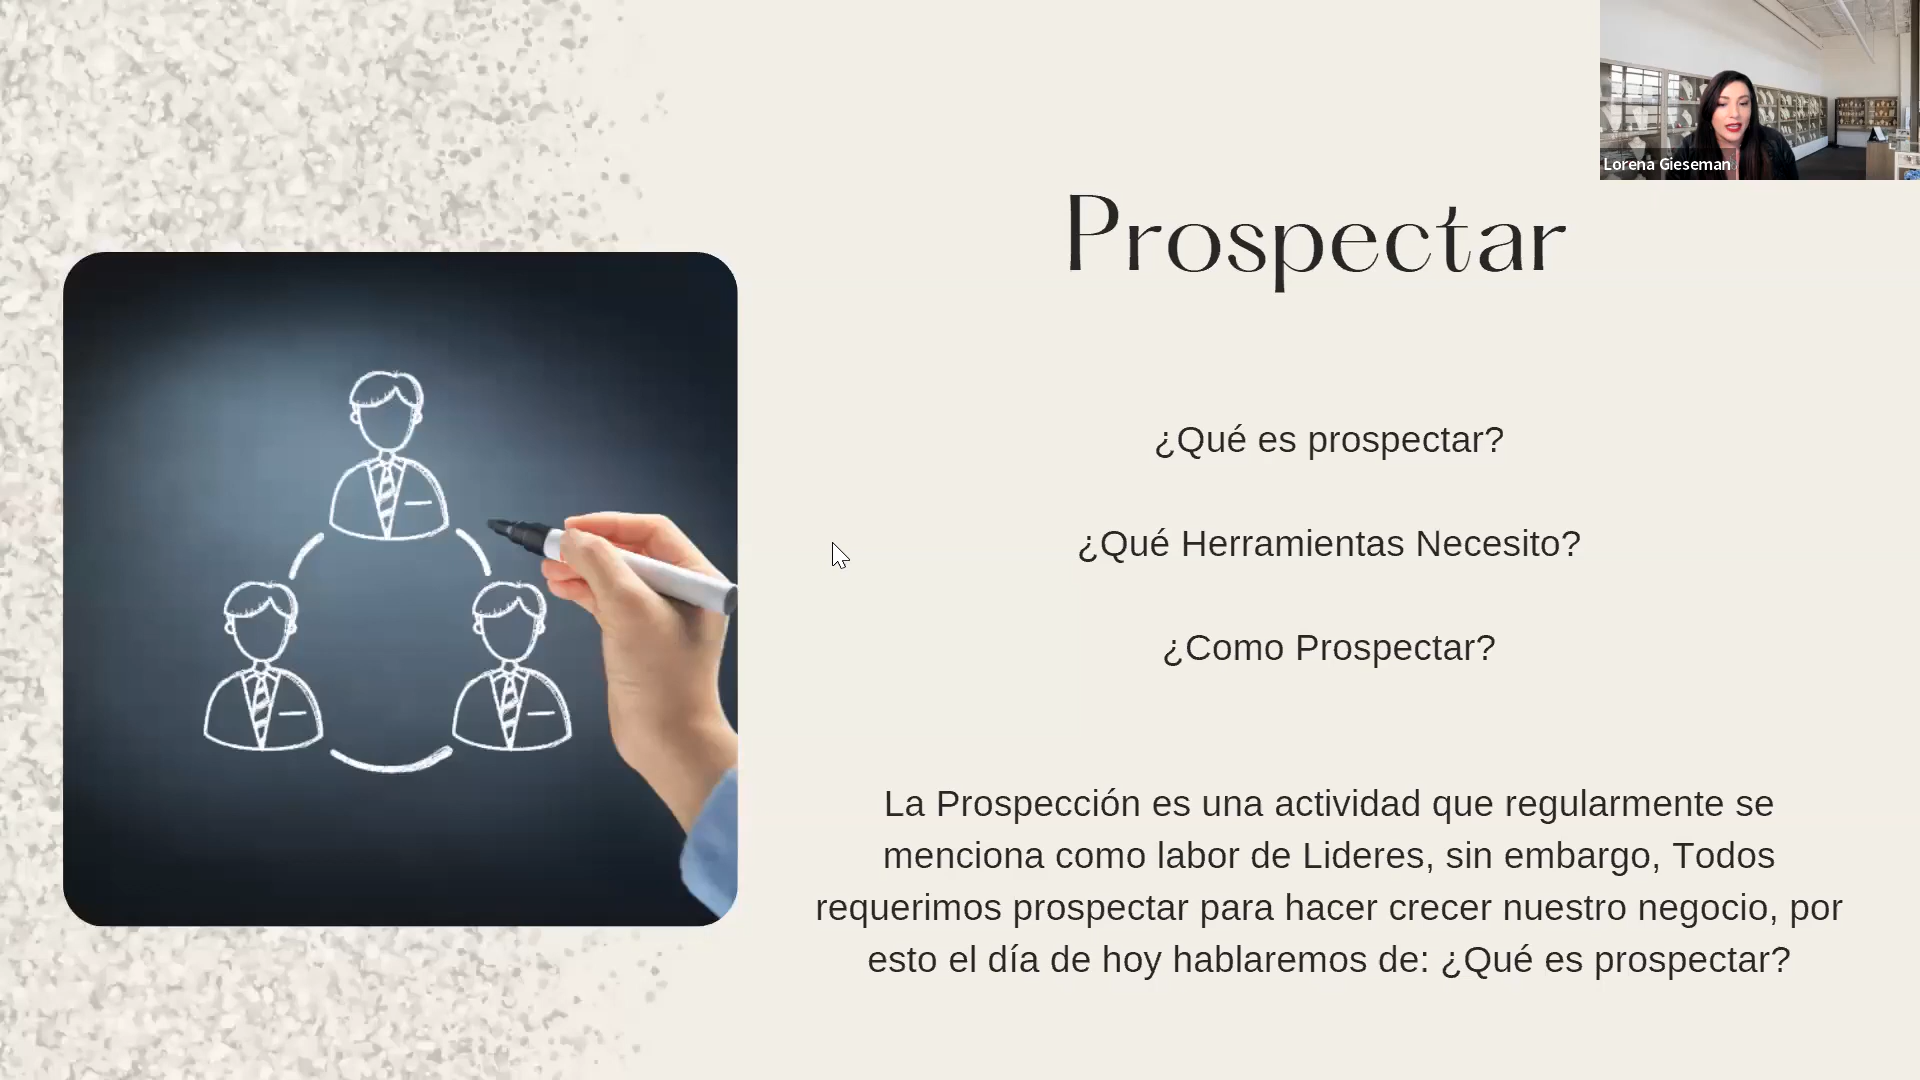 Lorena Gieseman
Prospectar
¿Qué es prospectar?
¿Qué Herramientas Necesito?
¿Como Prospectar?
La Prospección es una actividad que regularmente se
menciona como labor de Lideres, sin embargo, Todos
requerimos prospectar para hacer crecer nuestro negocio, por
esto el día de hoy hablaremos de: ¿Qué es prospectar?